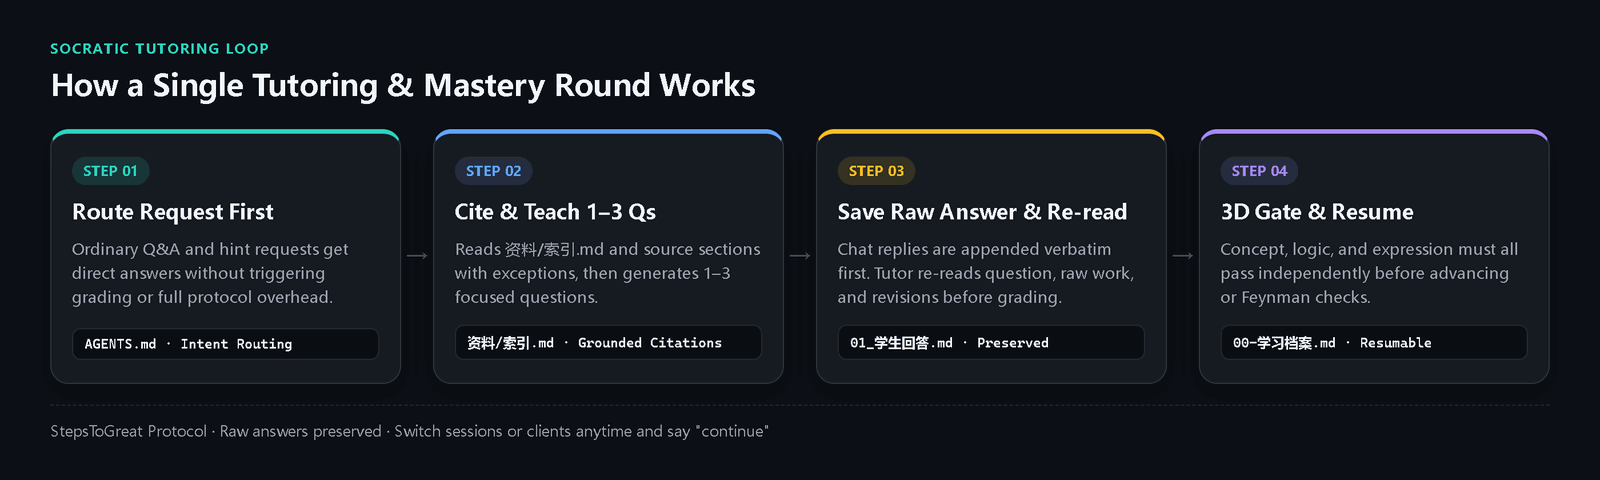 SOCRATIC TUTORING LOOP
How a Single Tutoring & Mastery Round Works
STEP 01
Route Request First
Ordinary Q&A and hint requests get
direct answers without triggering
grading or full protocol overhead.
AGENTS.md · Intent Routing
→
STEP 02
Cite & Teach 1–3 Qs
Reads 资料/索引.md and source sections
with exceptions, then generates 1–3
focused questions.
资料/索引.md · Grounded Citations
→
STEP 03
Save Raw Answer & Re-read
Chat replies are appended verbatim
first. Tutor re-reads question, raw work,
and revisions before grading.
01_学生回答.md · Preserved
→
STEP 04
3D Gate & Resume
Concept, logic, and expression must all
pass independently before advancing
or Feynman checks.
00-学习档案.md · Resumable
StepsToGreat Protocol · Raw answers preserved · Switch sessions or clients anytime and say "continue"